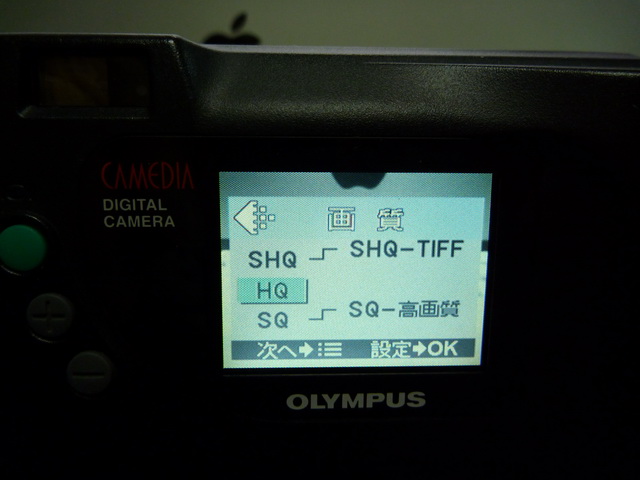 CAMEDIA
DIGITAL
CAMERA
画質
SHQ SHQ-TIFF
HQ
SQ SQ-高画質
次へ→ 設定→OK
OLYMPUS